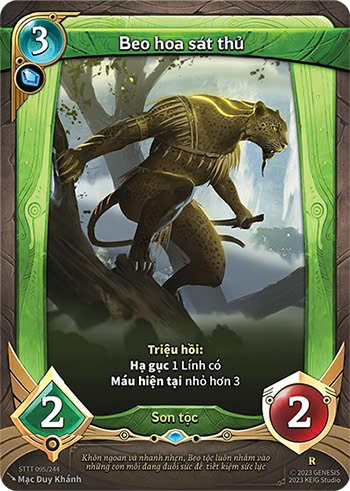 3
Beo hoa sát thủ
Triệu hồi:
Hạ gục 1 Lính có
Máu hiện tại nhỏ hơn 3
2
Sơn tộc
2
R
STTT 095/244
Mạc Duy Khánh
Khôn ngoan và nhanh nhẹn, Beo tộc luôn nhắm vào
những con mồi đang đuối sức để tiết kiệm sức lực
© 2023 GENESIS
2023 KEIG Studio